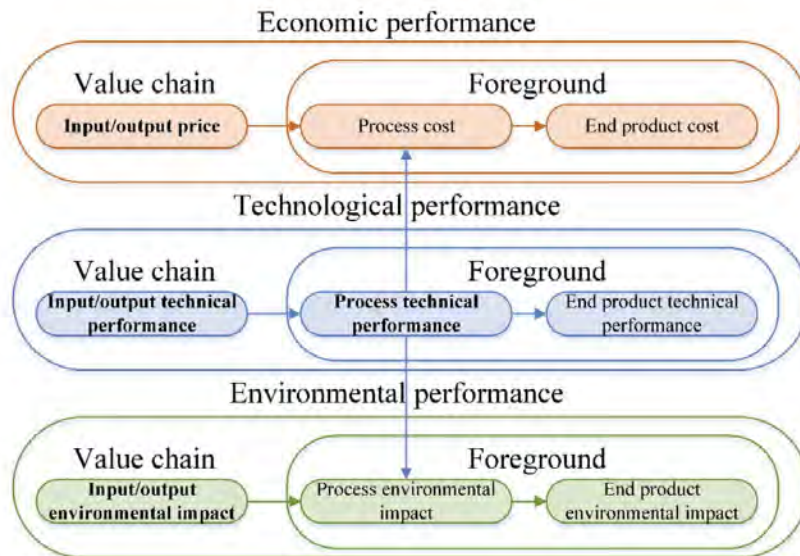 Economic performance
Value chain
Foreground
Input/output price
Process cost
End product cost
Technological performance
Value chain
Foreground
Input/output technical
performance
Process technical
performance
End product technical
performance
Environmental performance
Value chain
Foreground
Input/output
environmental impact
Process environmental
impact
End product
environmental impact